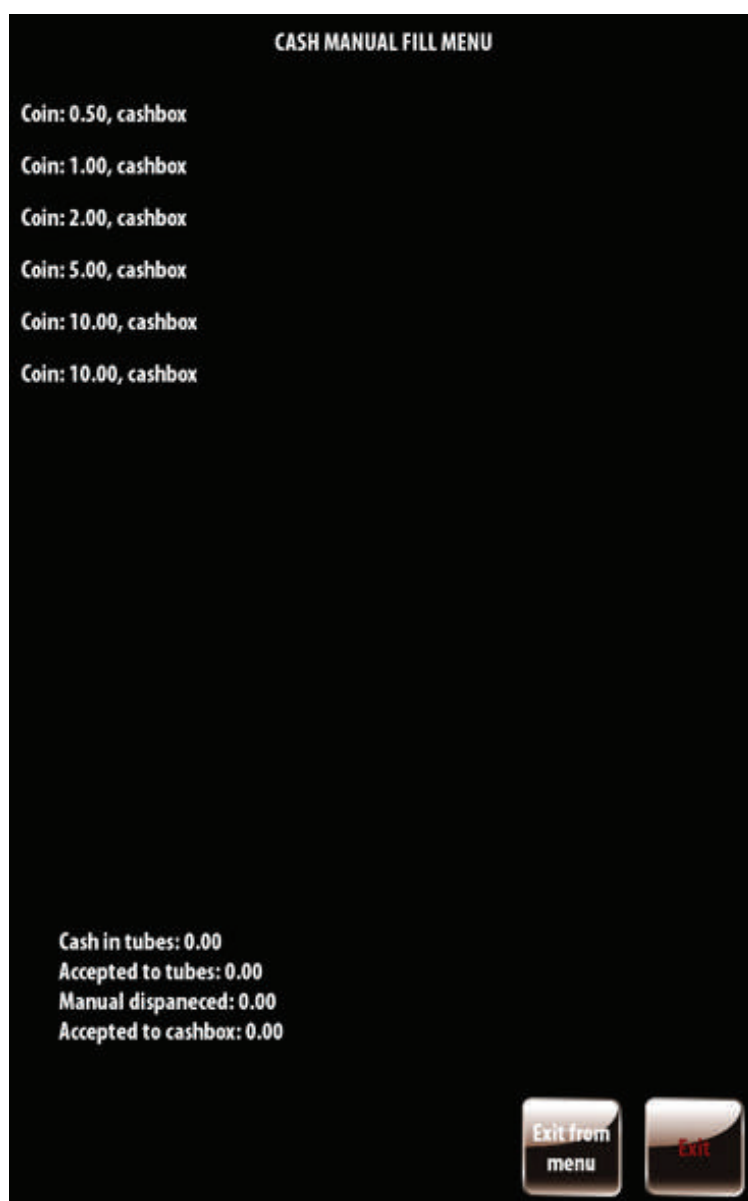 CASH MANUAL FILL MENU
Coin: 0.50, cashbox
Coin: 1.00, cashbox
Coin: 2.00, cashbox
Coin: 5.00, cashbox
Coin: 10.00, cashbox
Coin: 10.00, cashbox
Cash in tubes: 0.00
Accepted to tubes: 0.00
Manual dispaneced: 0.00
Accepted to cashbox: 0.00
Exit from
menu
Exit